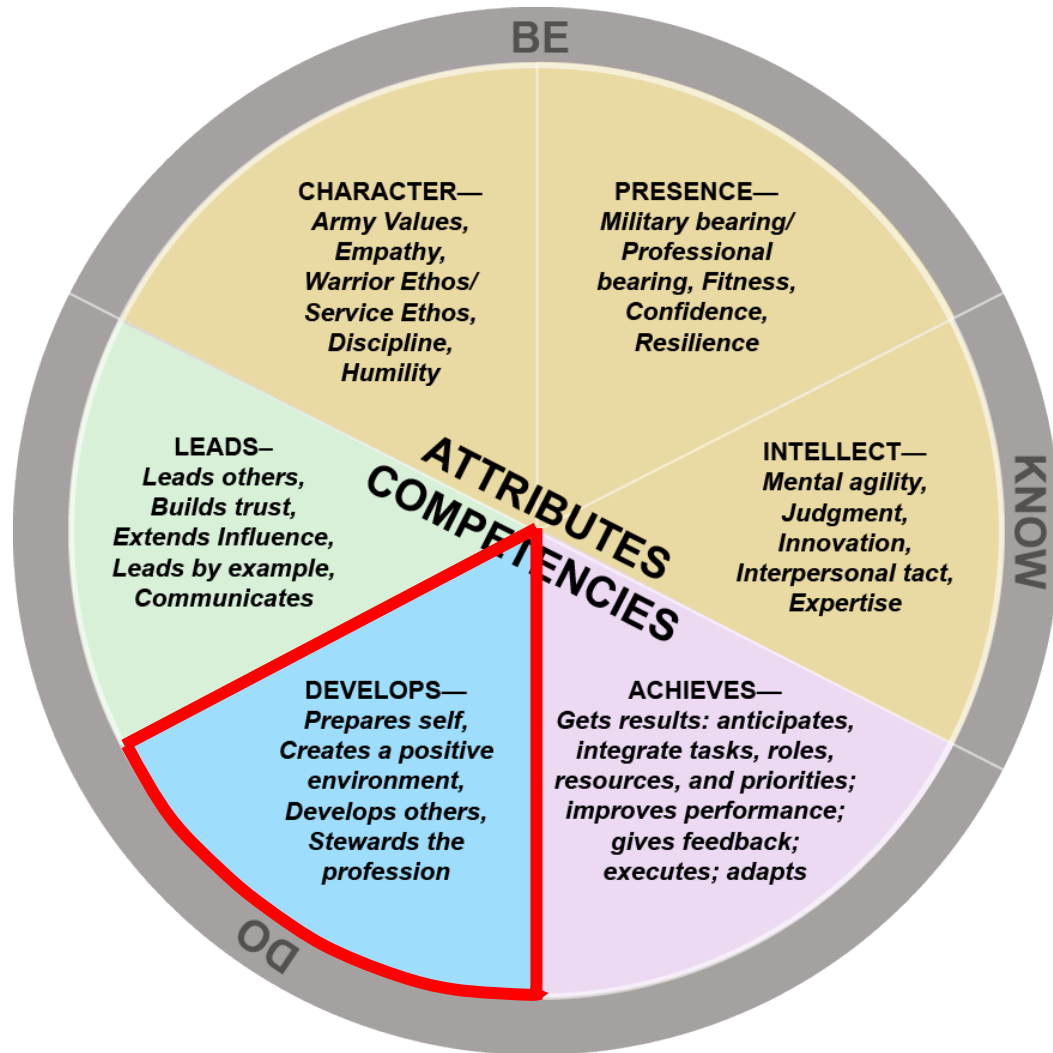 BE
CHARACTER—
Army Values,
Empathy,
Warrior Ethos/
Service Ethos,
Discipline,
Humility
PRESENCE—
Military bearing/
Professional
bearing, Fitness,
Confidence,
Resilience
LEADS–
Leads others,
Builds trust,
Extends Influence,
Leads by example,
Communicates
ATTRIBUTES
COMPETENCIES
INTELLECT—
Mental agility,
Judgment,
Innovation,
Interpersonal tact,
Expertise
KNOW
DEVELOPS—
Prepares self,
Creates a positive
environment,
Develops others,
Stewards the
profession
ACHIEVES—
Gets results: anticipates,
integrate tasks, roles,
resources, and priorities;
improves performance;
gives feedback;
executes; adapts
DO